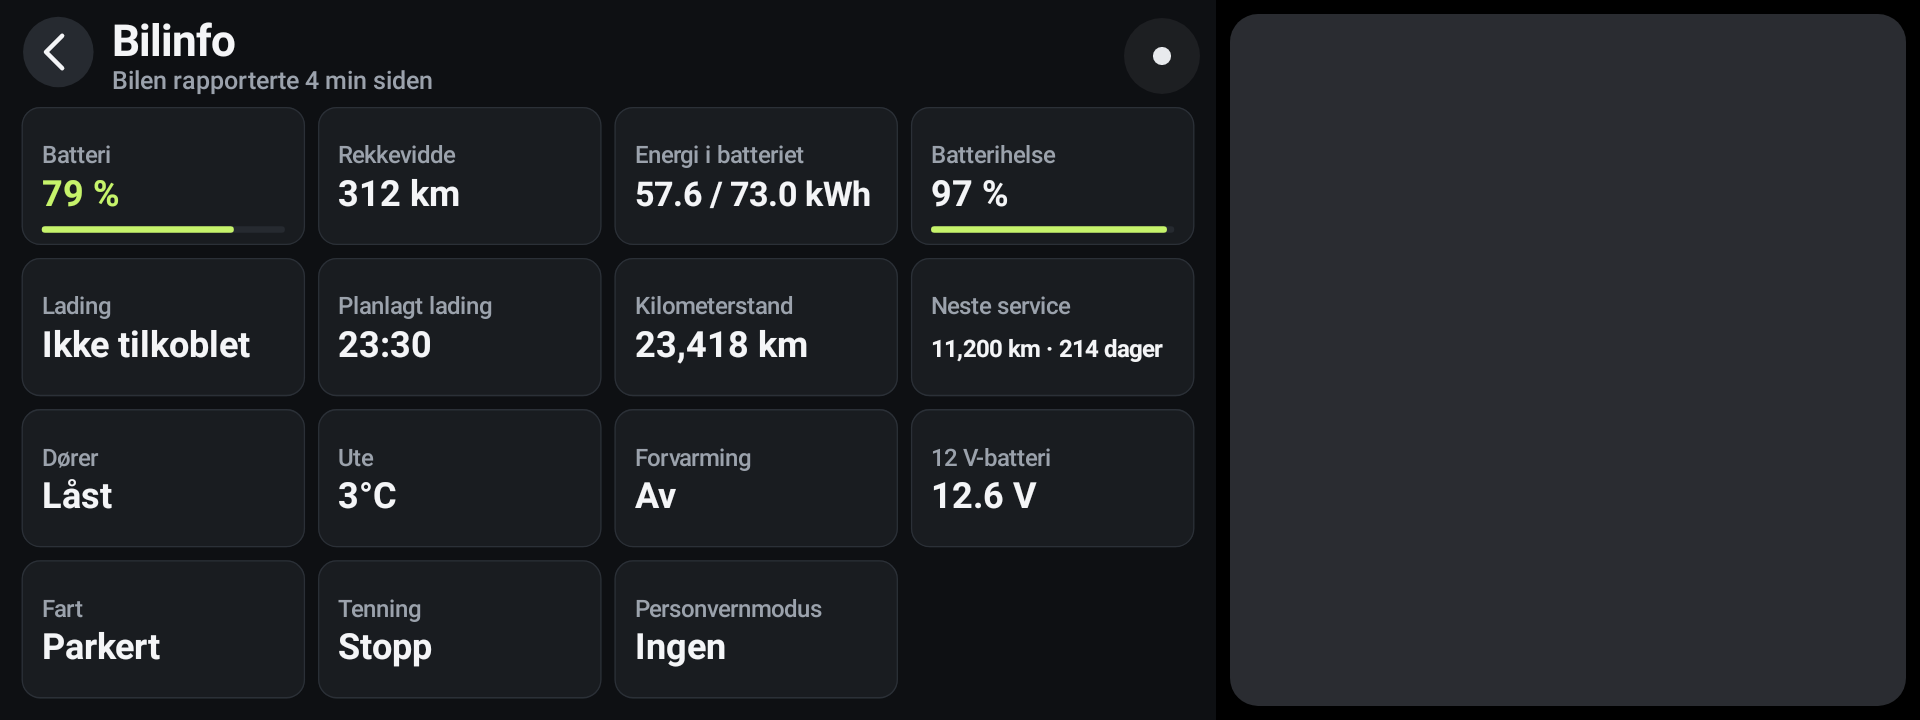 Bilinfo
Bilen rapporterte 4 min siden
Batteri
79 %
Rekkevidde
312 km
Energi i batteriet
57.6 / 73.0 kWh
Batterihelse
97 %
Lading
Ikke tilkoblet
Planlagt lading
23:30
Kilometerstand
23,418 km
Neste service
11,200 km · 214 dager
Dører
Låst
Ute
3°C
Forvarming
Av
12 V-batteri
12.6 V
Fart
Parkert
Tenning
Stopp
Personvernmodus
Ingen